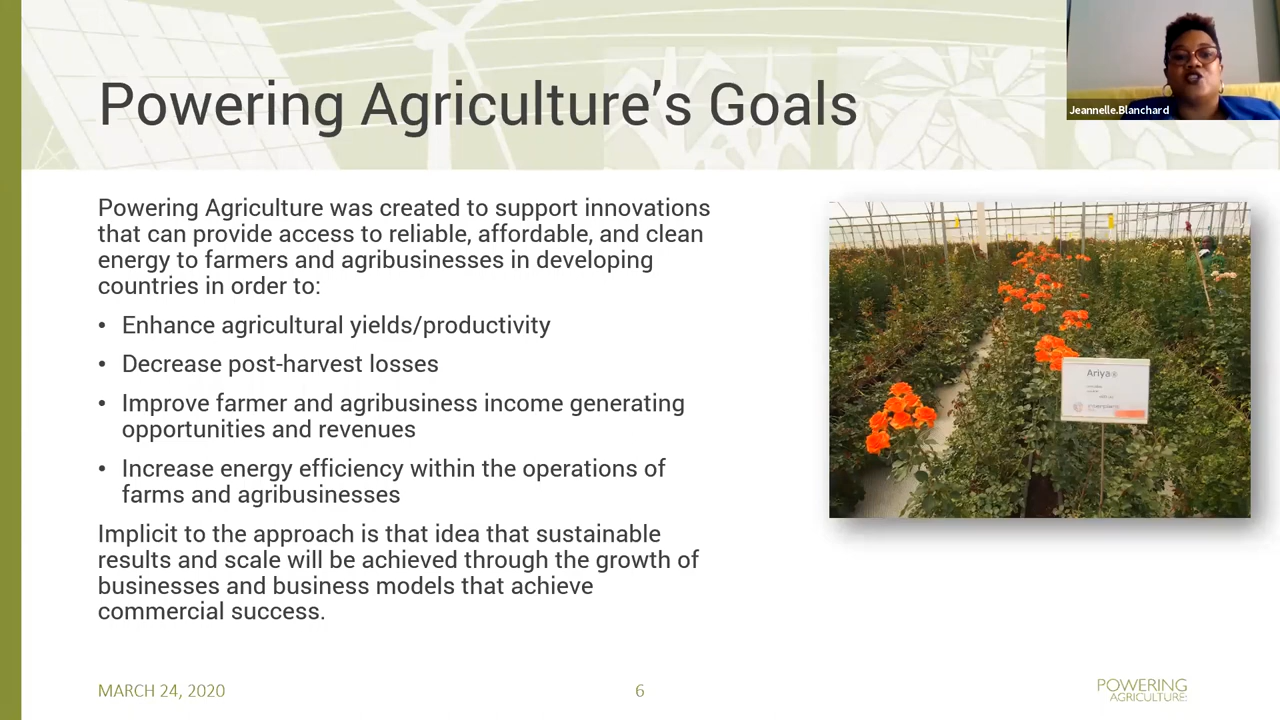 Powering Agriculture’s Goals
Jeannelle.Blanchard
Powering Agriculture was created to support innovations
that can provide access to reliable, affordable, and clean
energy to farmers and agribusinesses in developing
countries in order to:
• Enhance agricultural yields/productivity
• Decrease post-harvest losses
• Improve farmer and agribusiness income generating
opportunities and revenues
• Increase energy efficiency within the operations of
farms and agribusinesses
Implicit to the approach is that idea that sustainable
results and scale will be achieved through the growth of
businesses and business models that achieve
commercial success.
Ariya®
MARCH 24, 2020
6
POWERING
AGRICULTURE: